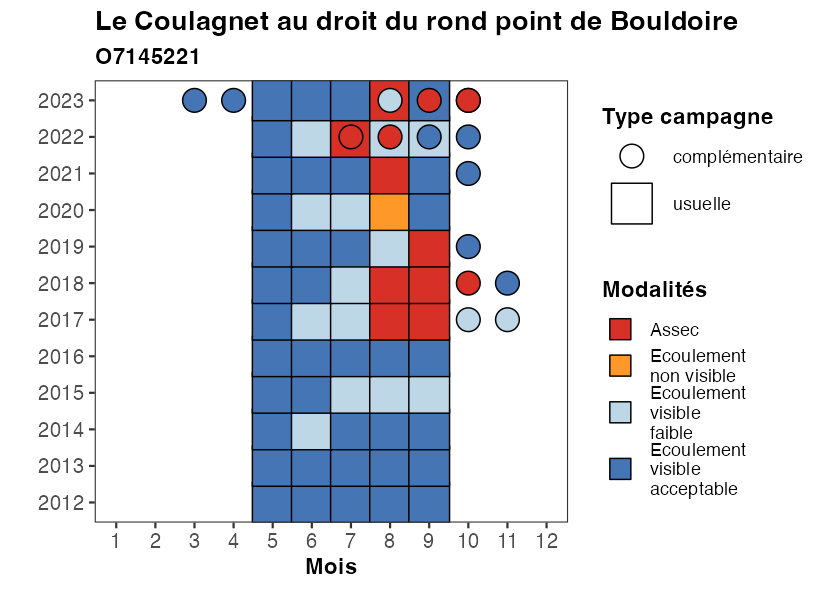 Le Coulagnet au droit du rond point de Bouldoire
O7145221
2023
2022
2021
2020
2019
2018
2017
2016
2015
2014
2013
2012
1 2 3 4 5 6 7 8 9 10 11 12
Mois
Type campagne
complémentaire
usuelle
Modalités
Assec
Ecoulement
non visible
Ecoulement
visible
faible
Ecoulement
visible
acceptable